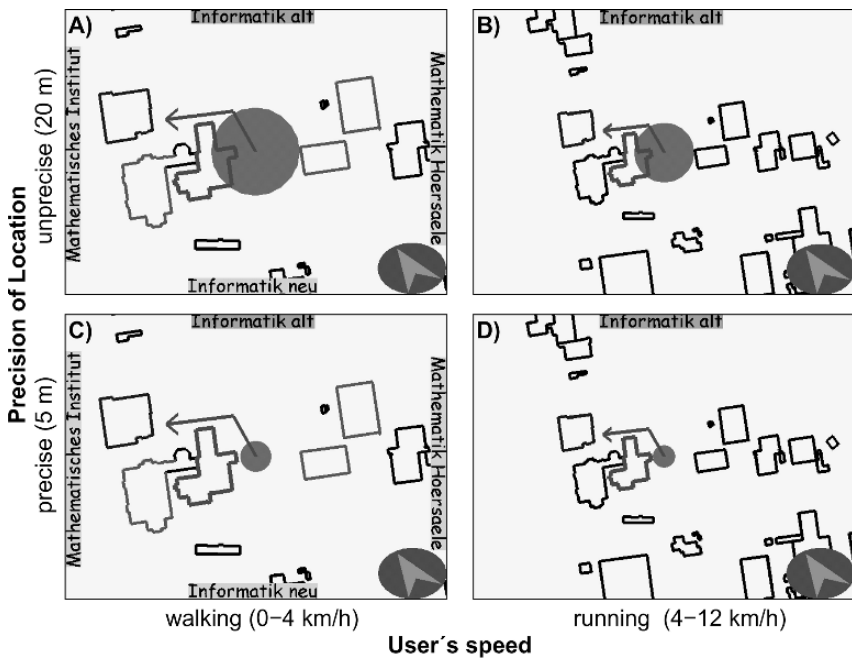 A)
Informatik alt
Mathematisches Institut
Mathematik Hoersaele
Informatik neu
B)
Informatik alt
C)
Informatik alt
Mathematisches Institut
Mathematik Hoersaele
Informatik neu
D)
Informatik alt
Precision of Location
unprecise (20 m)
precise (5 m)
walking (0–4 km/h)
running (4–12 km/h)
User´s speed